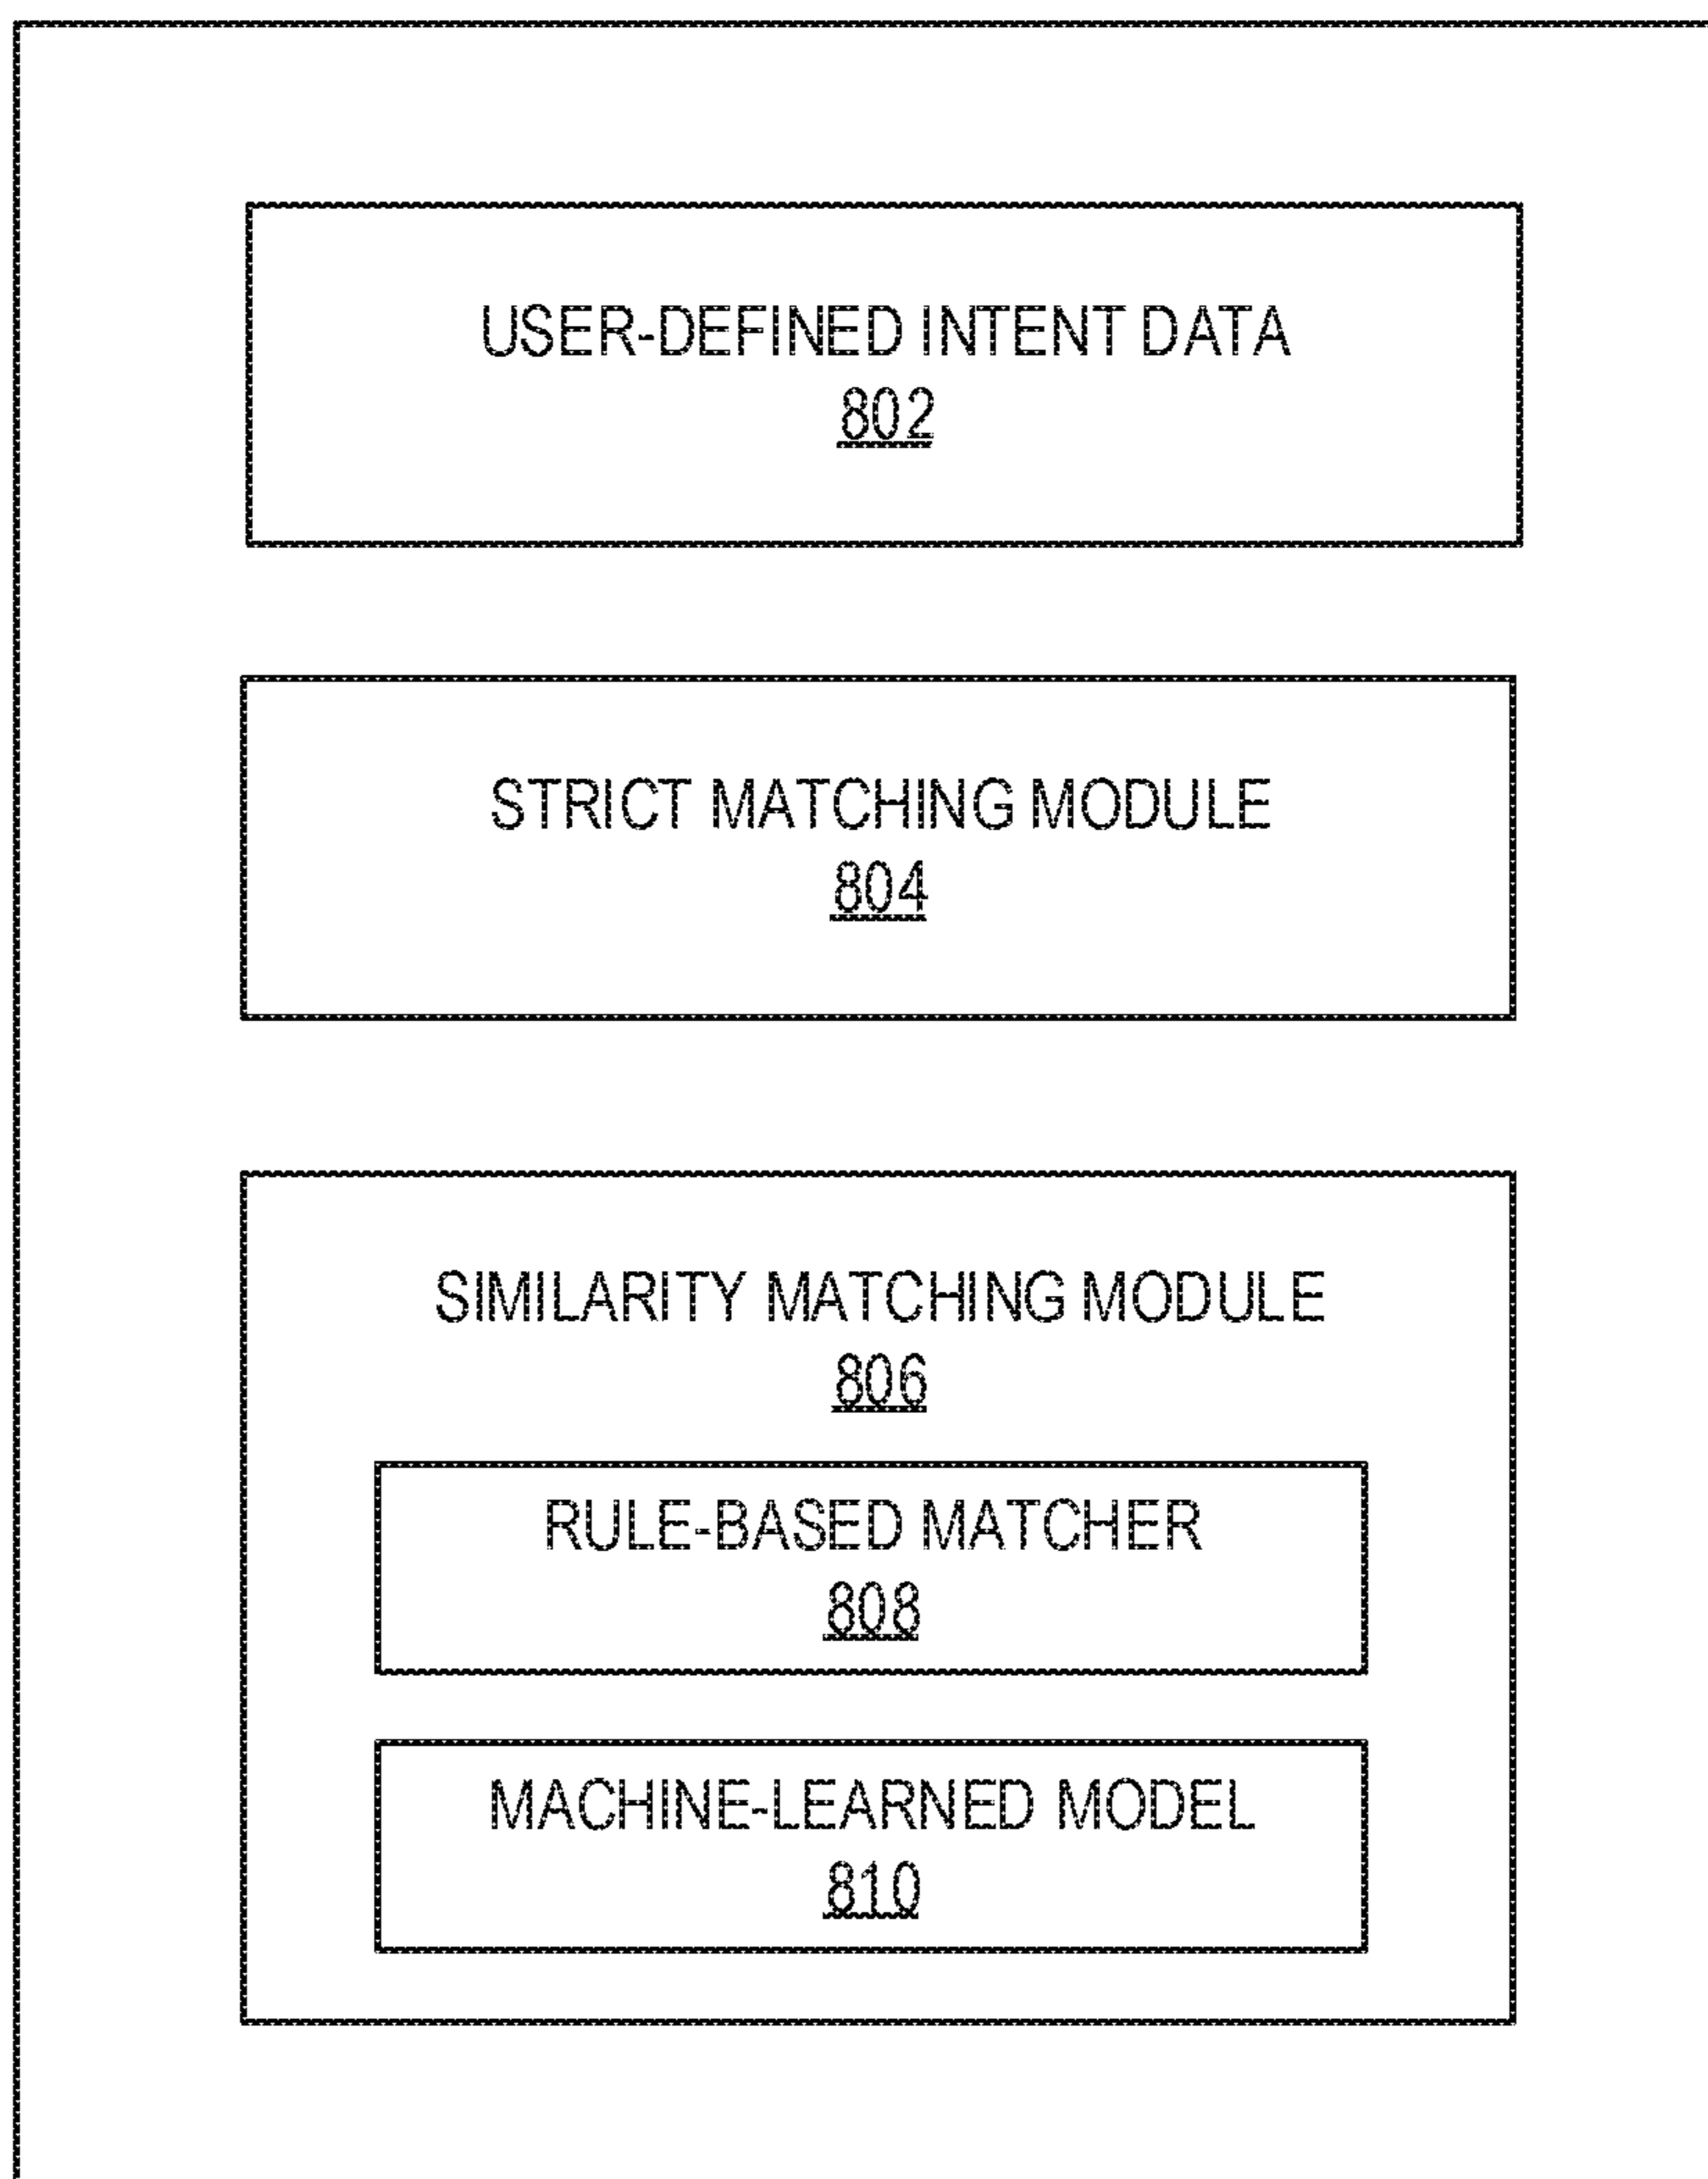 USER-DEFINED INTENT DATA
802
STRICT MATCHING MODULE
804
SIMILARITY MATCHING MODULE
806
RULE-BASED MATCHER
808
MACHINE-LEARNED MODEL
810